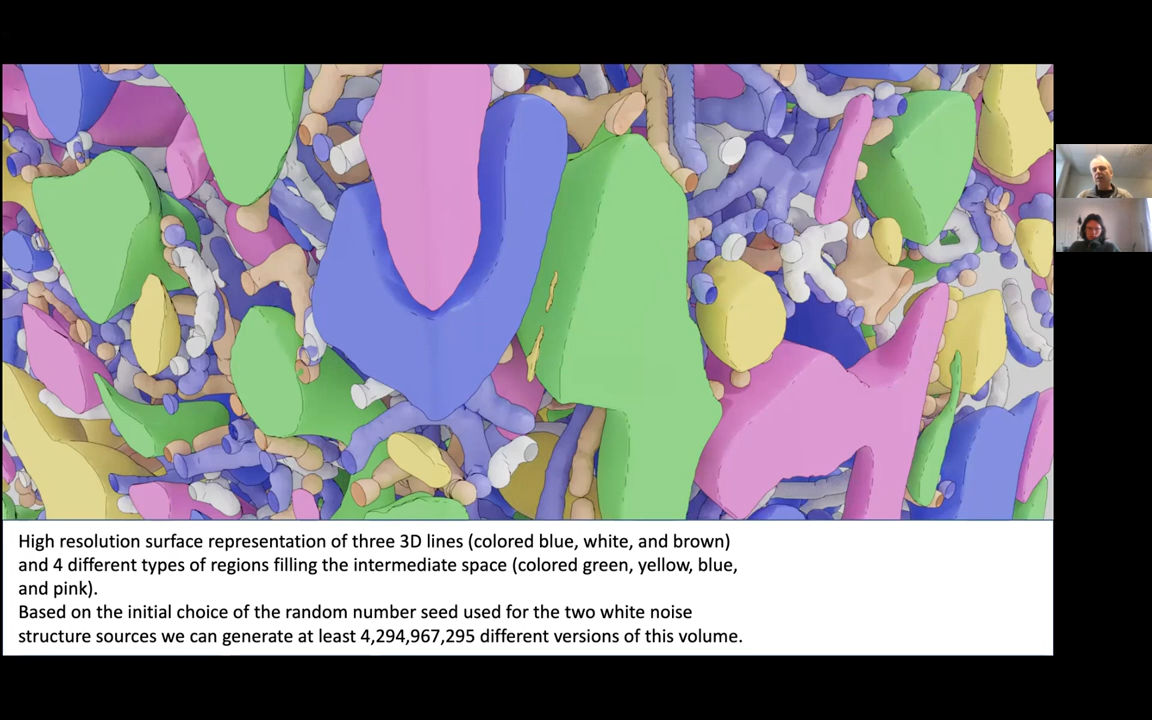 High resolution surface representation of three 3D lines (colored blue, white, and brown)
and 4 different types of regions filling the intermediate space (colored green, yellow, blue,
and pink).
Based on the initial choice of the random number seed used for the two white noise
structure sources we can generate at least 4,294,967,295 different versions of this volume.